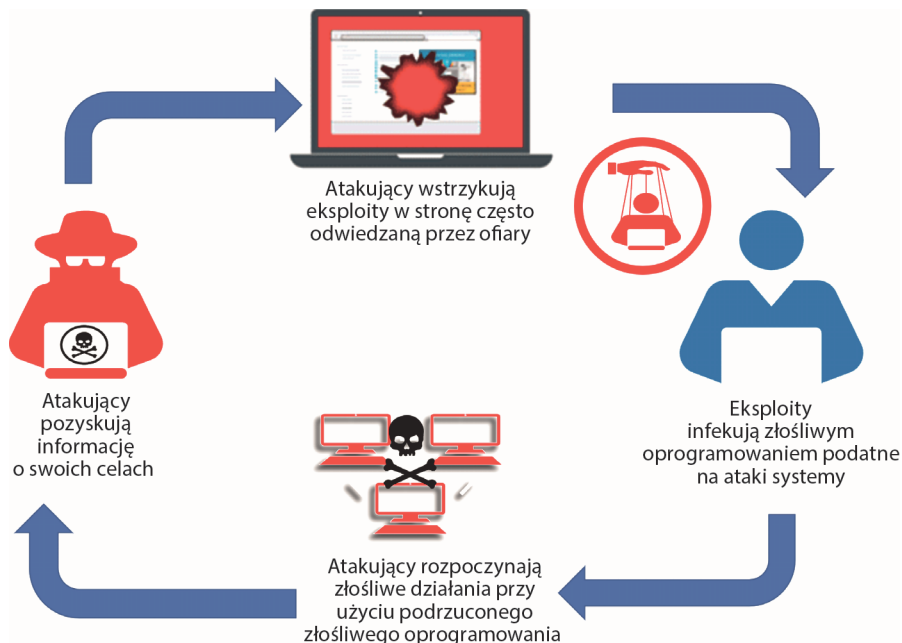 Atakujący wstrzykują
eksploity w stronę często
odwiedzaną przez ofiary
Eksploity
infekują złośliwym
oprogramowaniem podatne
na ataki systemy
Atakujący rozpoczynają
złośliwe działania przy
użyciu podrzuconego
złośliwego oprogramowania
Atakujący
pozyskują
informację
o swoich celach